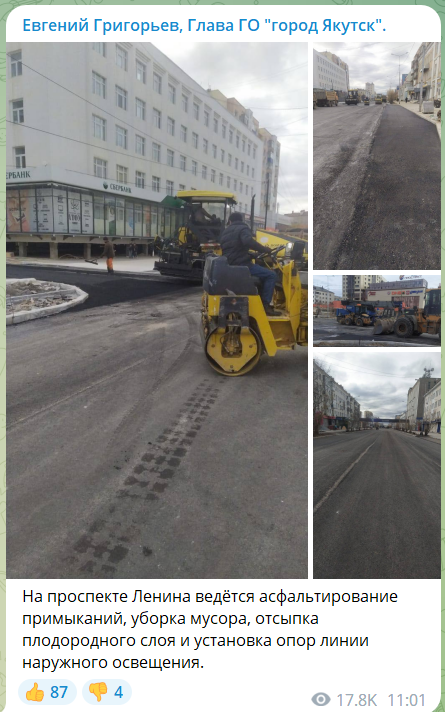 Евгений Григорьев, Глава ГО "город Якутск".
СБЕРБАНК
СБЕРБАНК
На проспекте Ленина ведётся асфальтирование
примыканий, уборка мусора, отсыпка
плодородного слоя и установка опор линии
наружного освещения.
👍 87 👎 4
17.8K 11:01